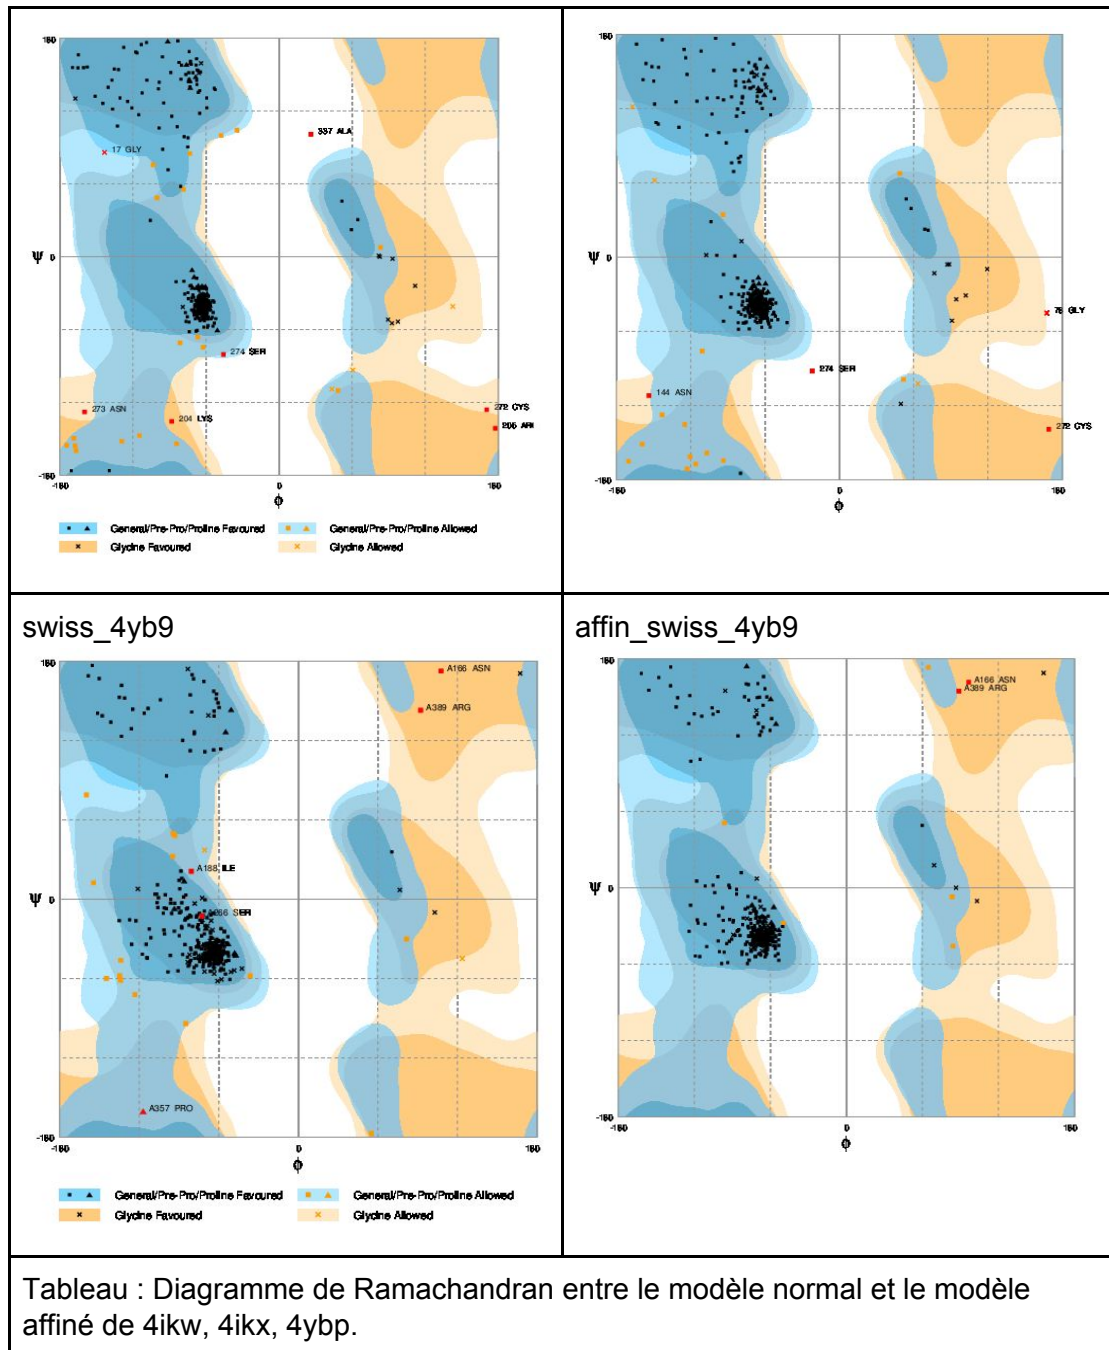 180
Ψ 0
-180
-180 0 180
Φ
337 ALA
17 GLY
274 SER
273 ASN
204 LYS
272 CYS
General/Pre-Pro/Proline Favoured General/Pre-Pro/Proline Allowed
Glycine Favoured Glycine Allowed
180
Ψ 0
-180
-180 0 180
Φ
GLY
274 SER
144 ASN
272 CYS
swiss_4yb9
180
Ψ 0
-180
-180 0 180
Φ
A166 ASN
A389 ARG
A188 ILE
SER
A357 PRO
General/Pre-Pro/Proline Favoured General/Pre-Pro/Proline Allowed
Glycine Favoured Glycine Allowed
affin_swiss_4yb9
180
Ψ 0
-180
-180 0 180
Φ
A166 ASN
A389 ARG
Tableau : Diagramme de Ramachandran entre le modèle normal et le modèle
affiné de 4ikw, 4ikx, 4ybp.